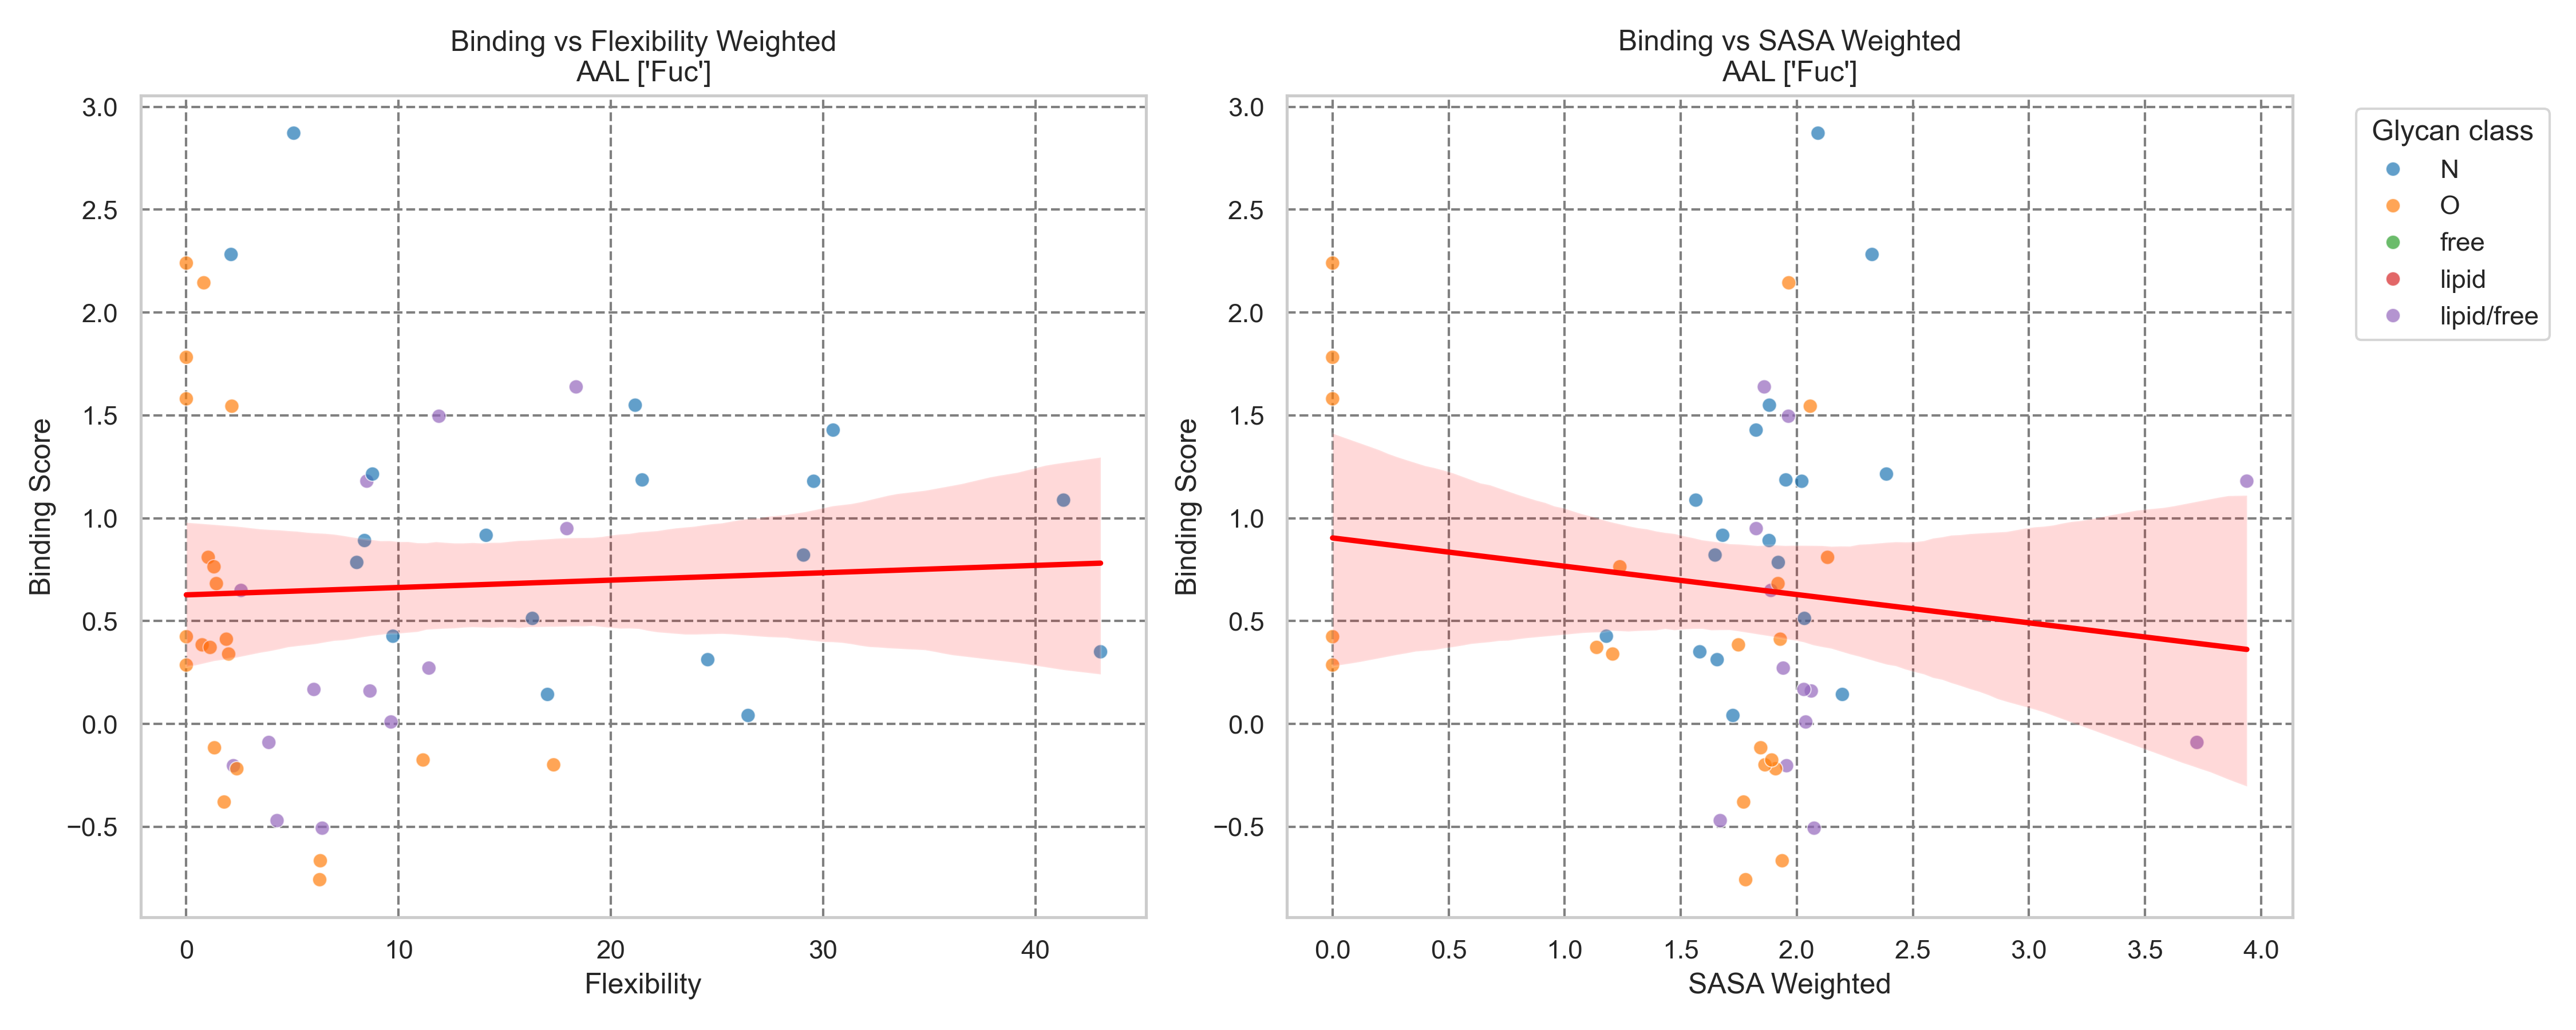 Binding vs Flexibility Weighted
AAL ['Fuc']
3.0
2.5
2.0
1.5
1.0
0.5
0.0
−0.5
Binding Score
0
10
20
30
40
Flexibility
Binding vs SASA Weighted
AAL ['Fuc']
3.0
2.5
2.0
1.5
1.0
0.5
0.0
−0.5
Binding Score
0.0
0.5
1.0
1.5
2.0
2.5
3.0
3.5
4.0
SASA Weighted
Glycan class
N
O
free
lipid
lipid/free